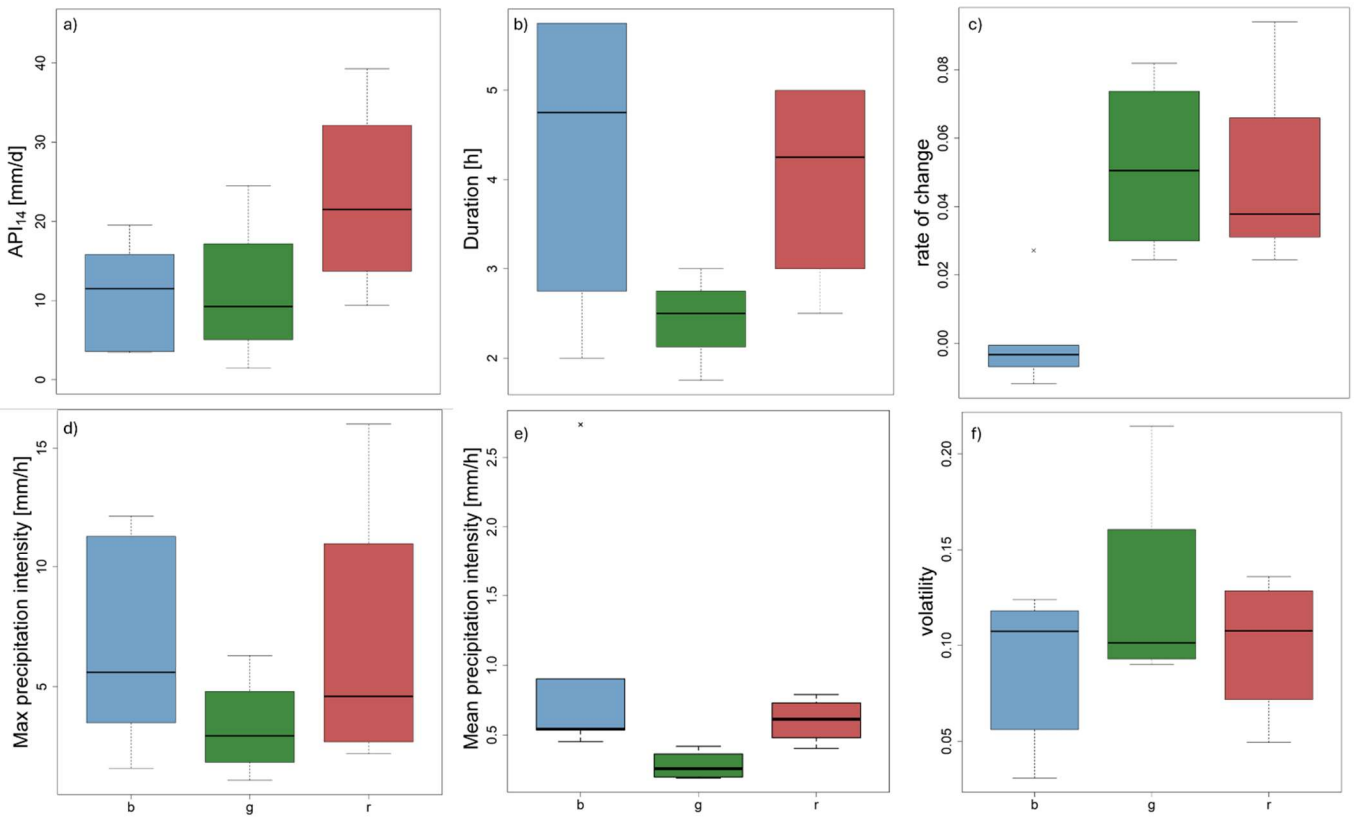 a)
API14 [mm/d]
40
30
20
10
0
b)
Duration [h]
5
4
3
2
c)
rate of change
0.08
0.06
0.04
0.02
0.00
d)
Max precipitation intensity [mm/h]
15
10
5
b g r
e)
Mean precipitation intensity [mm/h]
2.5
2.0
1.5
1.0
0.5
b g r
f)
volatility
0.20
0.15
0.10
0.05
b g r